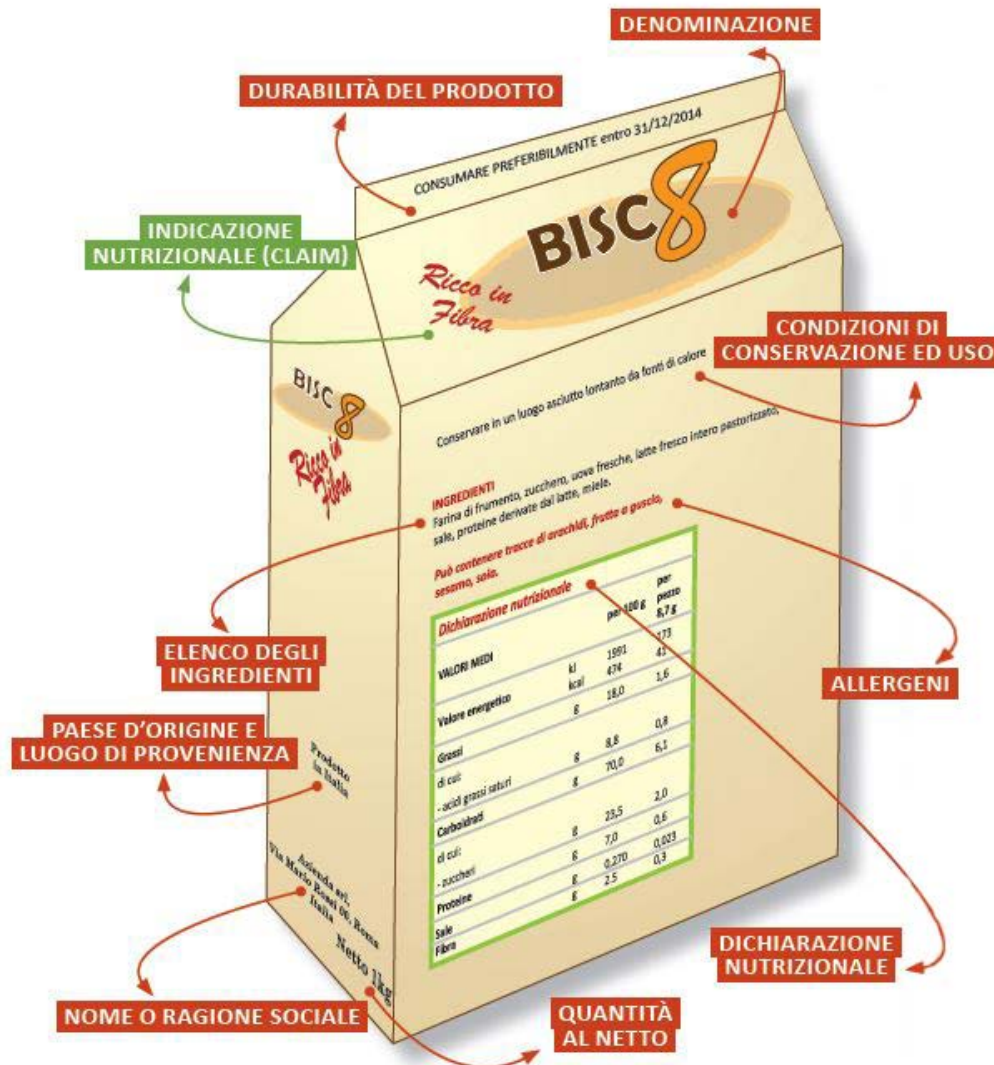 DENOMINAZIONE
DURABILITÀ DEL PRODOTTO
CONSUMARE PREFERIBILMENTE entro 31/12/2014
INDICAZIONE
NUTRIZIONALE (CLAIM)
BISC8
Ricco in
Fibra
CONDIZIONI DI
CONSERVAZIONE ED USO
Conservare in un luogo asciutto lontanto da fonti di calore
BISC 8
Ricco in
Fibra
INGREDIENTI
Farina di frumento, zucchero, uova fresche, latte fresco intero pastorizzato,
sale, proteine derivate dal latte, miele.
Può contenere tracce di arachidi, frutta a guscio,
sesamo, soia.
ELENCO DEGLI
INGREDIENTI
ALLERGENI
Dichiarazione nutrizionale
VALORI MEDI per 100 g per pezzo 8,7 g
Valore energetico kl 1991 173
kcal 474 41
Grassi g 18,0 1,6
di cui:
- acidi grassi saturi g 8,8 0,8
Carboidrati g 70,0 6,1
di cui:
- zuccheri g 23,5 2,0
Proteine g 7,0 0,6
Sale g 0,270 0,023
Fibra g 2.5 0,3
PAESE D'ORIGINE E
LUOGO DI PROVENIENZA
Prodotto
in Italia
Azienda srl,
Via Mario Rossi 00, Roma
Italia
Netto 1kg
DICHIARAZIONE
NUTRIZIONALE
NOME O RAGIONE SOCIALE
QUANTITÀ
AL NETTO